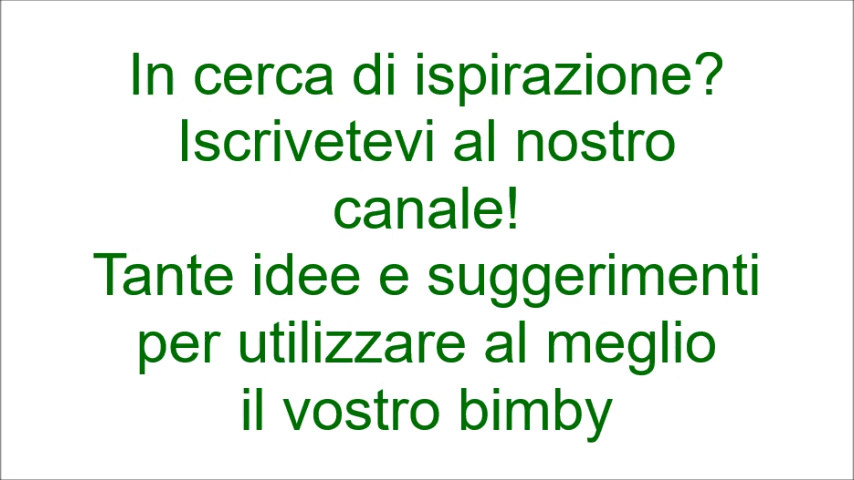 In cerca di ispirazione?
Iscrivetevi al nostro
canale!
Tante idee e suggerimenti
per utilizzare al meglio
il vostro bimby